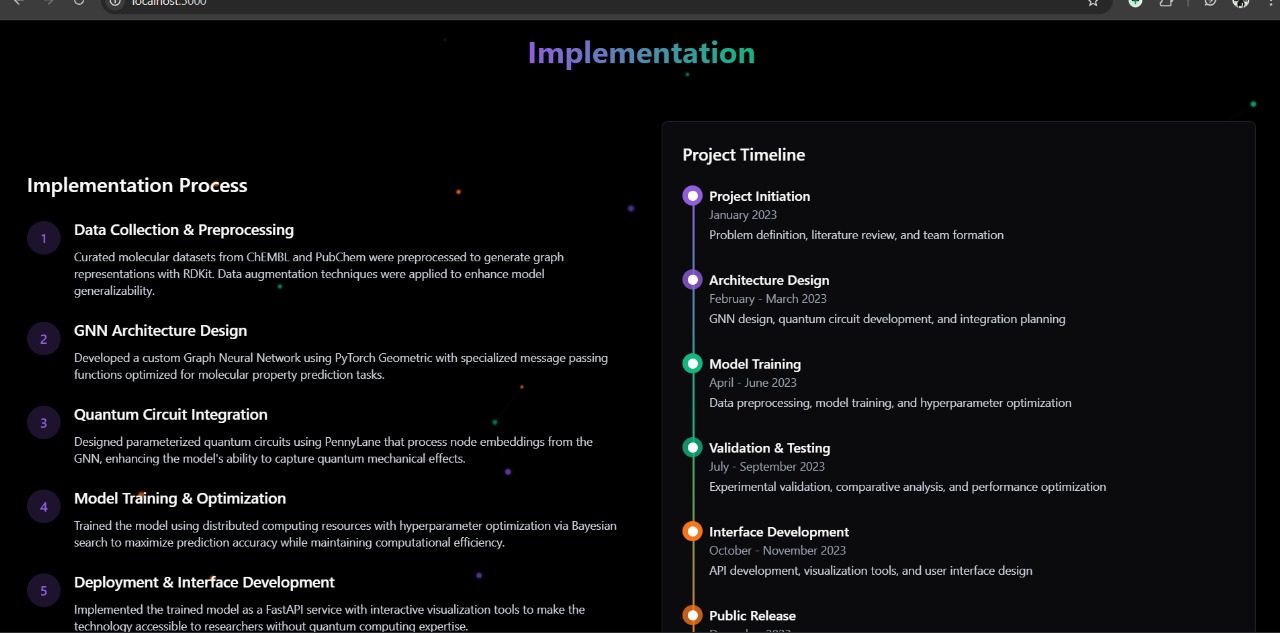 localhost:3000
Implementation
Implementation Process
1
Data Collection & Preprocessing
Curated molecular datasets from ChEMBL and PubChem were preprocessed to generate graph
representations with RDKit. Data augmentation techniques were applied to enhance model
generalizability.
2
GNN Architecture Design
Developed a custom Graph Neural Network using PyTorch Geometric with specialized message passing
functions optimized for molecular property prediction tasks.
3
Quantum Circuit Integration
Designed parameterized quantum circuits using PennyLane that process node embeddings from the
GNN, enhancing the model's ability to capture quantum mechanical effects.
4
Model Training & Optimization
Trained the model using distributed computing resources with hyperparameter optimization via Bayesian
search to maximize prediction accuracy while maintaining computational efficiency.
5
Deployment & Interface Development
Implemented the trained model as a FastAPI service with interactive visualization tools to make the
technology accessible to researchers without quantum computing expertise.
Project Timeline
Project Initiation
January 2023
Problem definition, literature review, and team formation
Architecture Design
February - March 2023
GNN design, quantum circuit development, and integration planning
Model Training
April - June 2023
Data preprocessing, model training, and hyperparameter optimization
Validation & Testing
July - September 2023
Experimental validation, comparative analysis, and performance optimization
Interface Development
October - November 2023
API development, visualization tools, and user interface design
Public Release